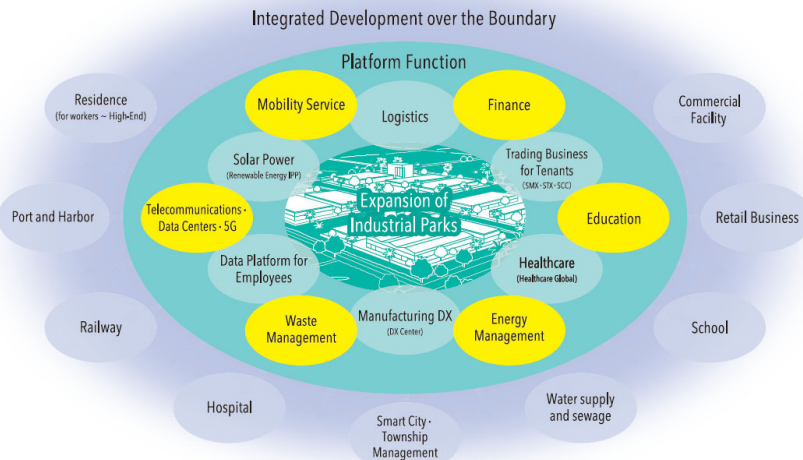 Integrated Development over the Boundary
Platform Function
Residence
(for workers ~ High-End)
Mobility Service
Logistics
Finance
Commercial
Facility
Solar Power
(Renewable Energy IPP)
Trading Business
for Tenants
(SMX・STX・SCC)
Port and Harbor
Telecommunications・
Data Centers・5G
Expansion of
Industrial Parks
Education
Retail Business
Data Platform for
Employees
Healthcare
(Healthcare Global)
Railway
Waste
Management
Manufacturing DX
(DX Center)
Energy
Management
School
Hospital
Smart City・
Township
Management
Water supply
and sewage